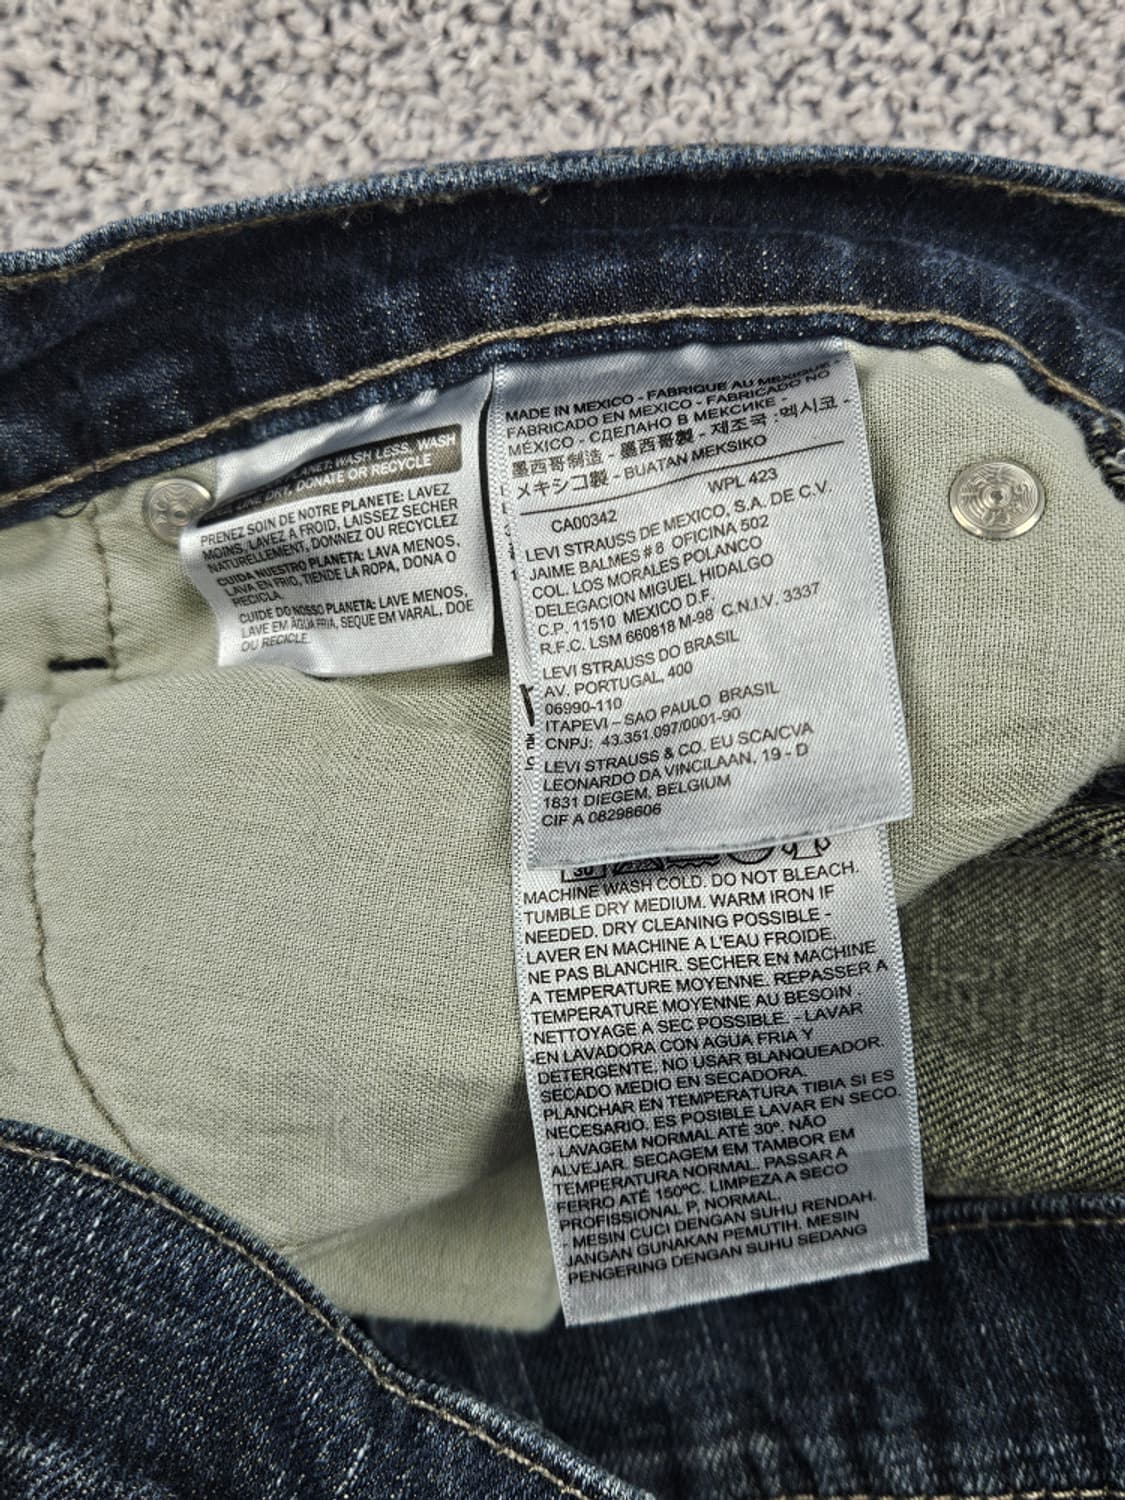 PLANET: WASH LESS, WASH
LINE DRY, DONATE OR RECYCLE
PRENEZ SOIN DE NOTRE PLANETE: LAVEZ
MOINS, LAVEZ A FROID, LAISSEZ SECHER
NATURELLEMENT, DONNEZ OU RECYCLEZ
CUIDA NUESTRO PLANETA: LAVA MENOS,
LAVA EN FRIO, TIENDE LA ROPA, DONA O
RECICLA.
CUIDE DO NOSSO PLANETA: LAVE MENOS,
LAVE EM ÁGUA FRIA, SEQUE EM VARAL, DOE
OU RECICLE.
MADE IN MEXICO - FABRIQUE AU MEXIQUE
FABRICADO EN MEXICO - FABRICADO NO
MÉXICO - СДЕЛАНО В МЕКСИКЕ -
墨西哥制造 - 墨西哥製 - 제조국 :멕시코 -
メキシコ製 - BUATAN MEKSIKO
WPL 423
CA00342
LEVI STRAUSS DE MEXICO, S.A. DE C.V.
JAIME BALMES # 8 OFICINA 502
COL. LOS MORALES POLANCO
DELEGACION MIGUEL HIDALGO
C.P. 11510 MEXICO D.F.
R.F.C. LSM 660818 M-98 C.N.I.V. 3337
LEVI STRAUSS DO BRASIL
AV. PORTUGAL, 400
06990-110
ITAPEVI – SAO PAULO BRASIL
CNPJ: 43.351.097/0001-90
LEVI STRAUSS & CO. EU SCA/CVA
LEONARDO DA VINCILAAN, 19 - D
1831 DIEGEM, BELGIUM
CIF A 08298606
30
MACHINE WASH COLD. DO NOT BLEACH.
TUMBLE DRY MEDIUM. WARM IRON IF
NEEDED. DRY CLEANING POSSIBLE -
LAVER EN MACHINE A L'EAU FROIDE.
NE PAS BLANCHIR. SECHER EN MACHINE
A TEMPERATURE MOYENNE. REPASSER A
TEMPERATURE MOYENNE AU BESOIN .
NETTOYAGE A SEC POSSIBLE. - LAVAR
EN LAVADORA CON AGUA FRIA Y
DETERGENTE. NO USAR BLANQUEADOR.
SECADO MEDIO EN SECADORA.
PLANCHAR EN TEMPERATURA TIBIA SI ES
NECESARIO. ES POSIBLE LAVAR EN SECO.
- LAVAGEM NORMAL ATÉ 30º. NÃO
ALVEJAR. SECAGEM EM TAMBOR EM
TEMPERATURA NORMAL. PASSAR A
FERRO ATÉ 150ºC. LIMPEZA A SECO
PROFISSIONAL P. NORMAL.
- MESIN CUCI DENGAN SUHU RENDAH.
JANGAN GUNAKAN PEMUTIH. MESIN
PENGERING DENGAN SUHU SEDANG